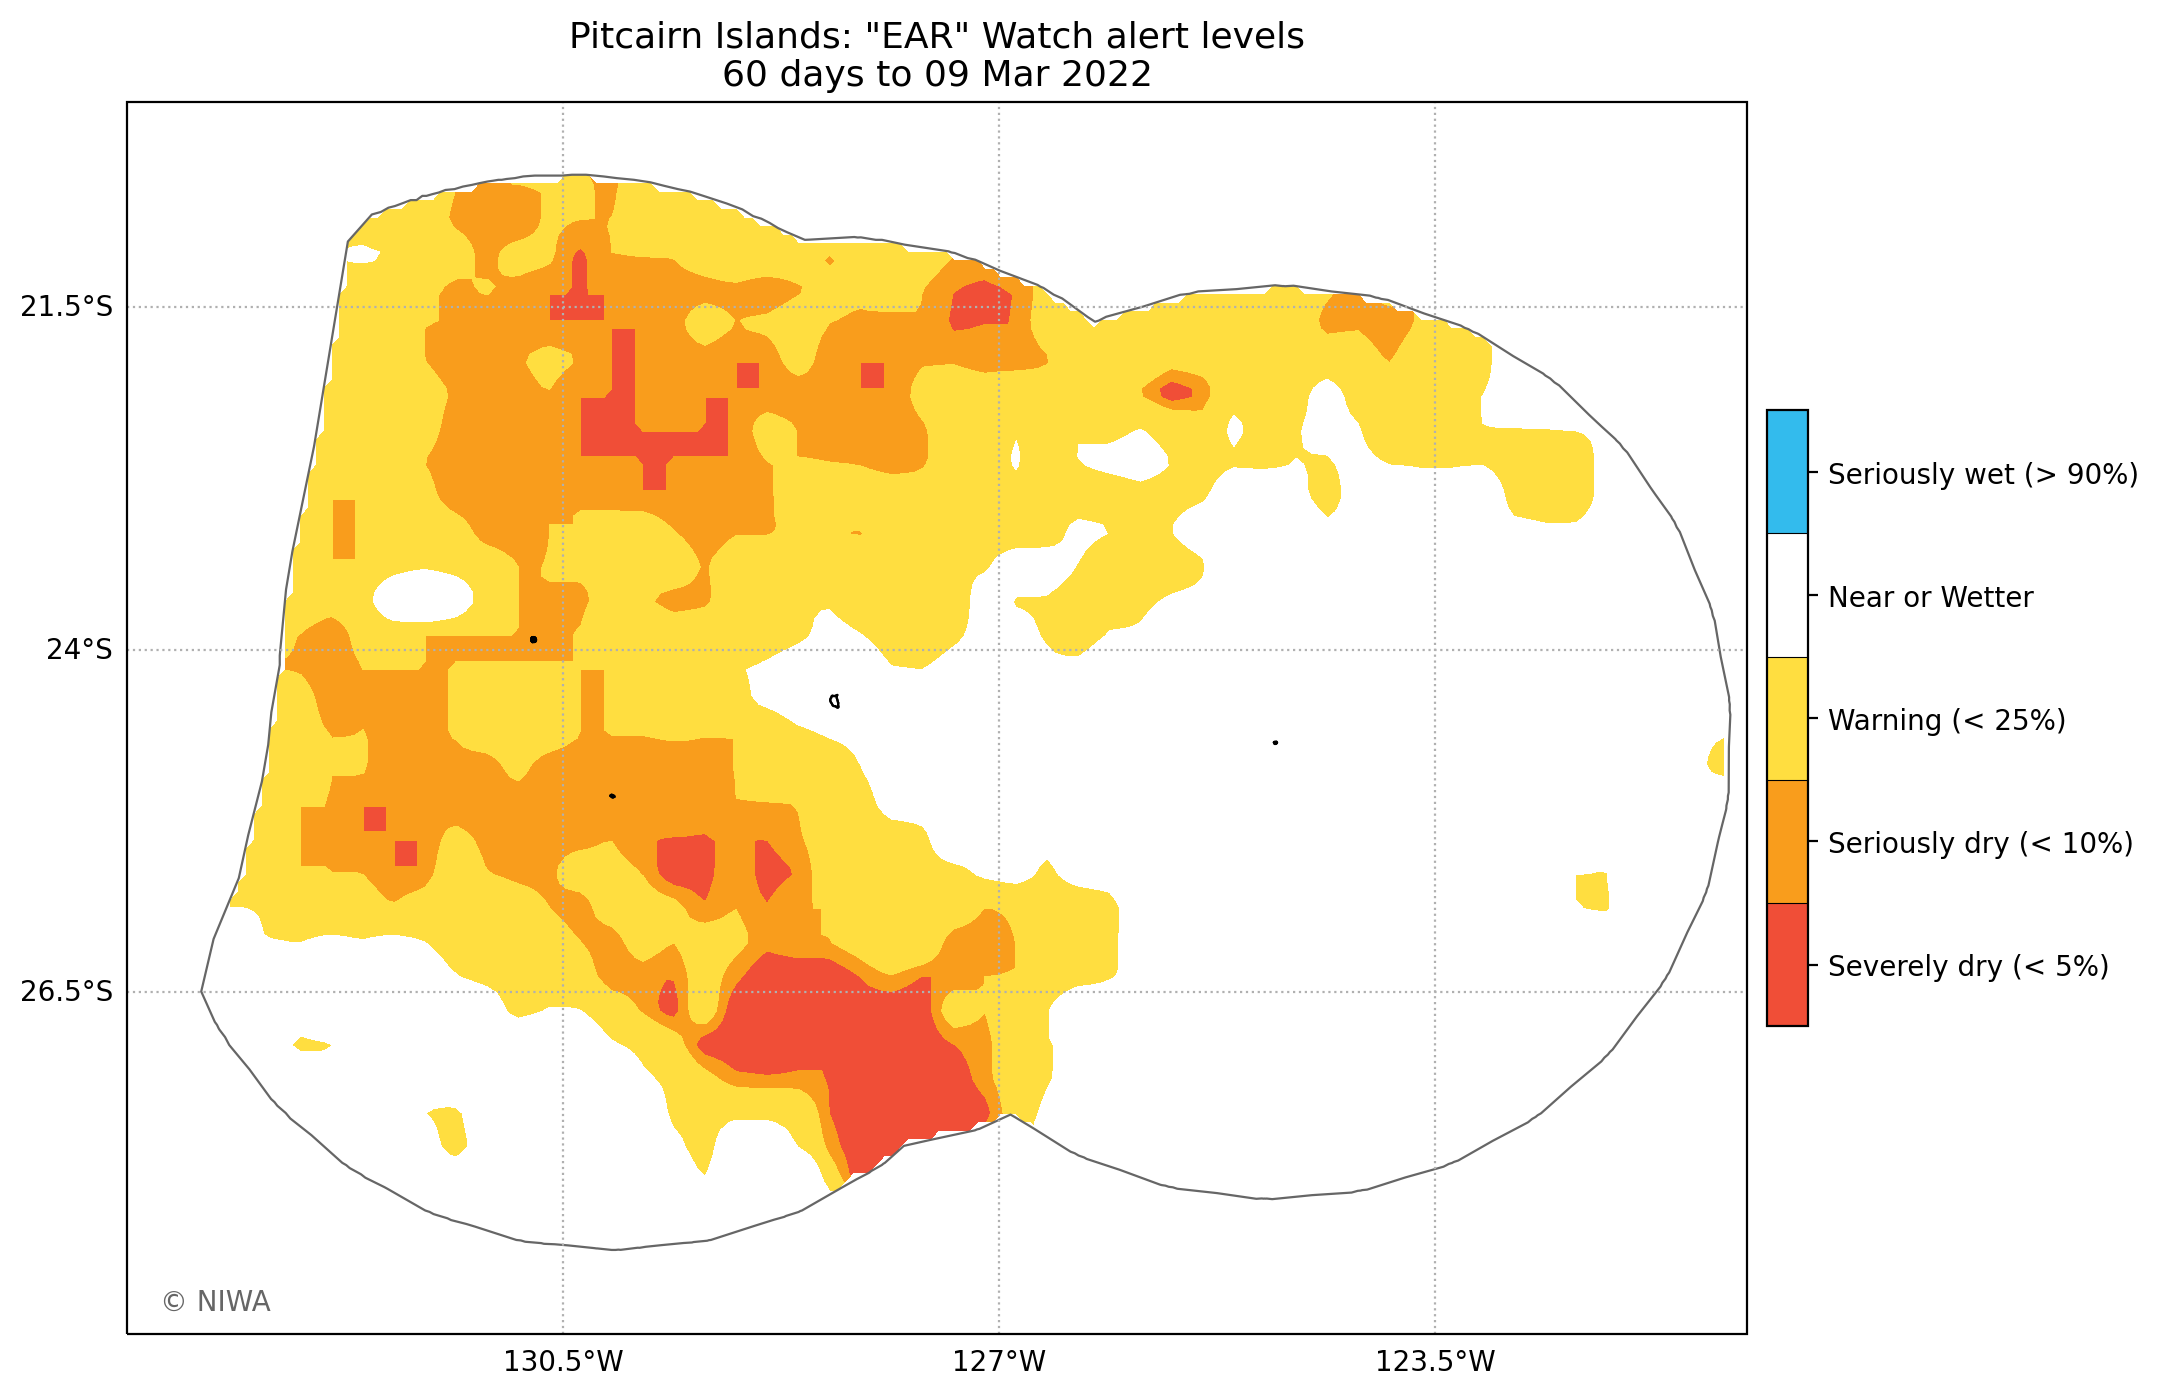 Pitcairn Islands: "EAR" Watch alert levels
60 days to 09 Mar 2022
21.5°S
24°S
26.5°S
130.5°W
127°W
123.5°W
Seriously wet (> 90%)
Near or Wetter
Warning (< 25%)
Seriously dry (< 10%)
Severely dry (< 5%)
© NIWA